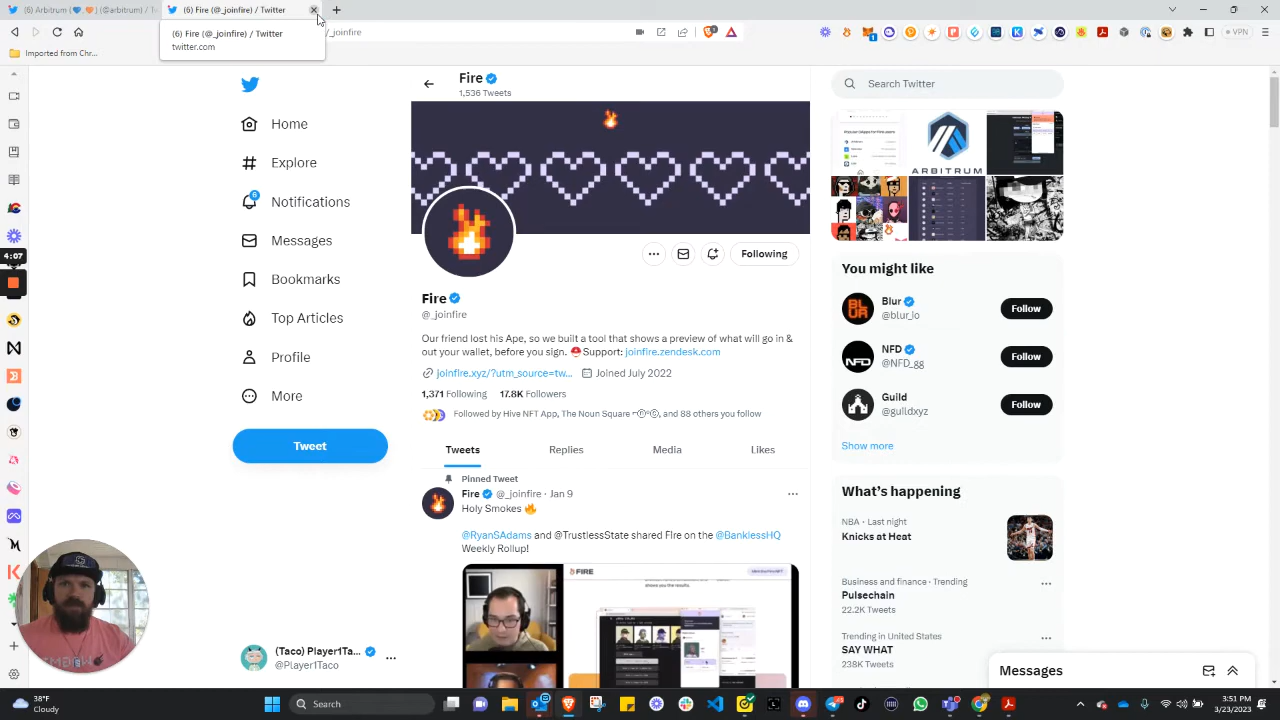 (6) Arbitrum (💙,🧡) (@arbitrum) / Tw
(6) Fire (@_joinfire) / Twitter
(6) Fire (@_joinfire) / Twitter
twitter.com
/_joinfire
VPN
Imported from Chr...
Fire
1,536 Tweets
Search Twitter
Explore
Notifications
Messages
Bookmarks
Profile
More
Tweet
4:07
Following
Fire
@_joinfire
Our friend lost his Ape, so we built a tool that shows a preview of what will go in &
out your wallet, before you sign. ⛑️Support: joinfire.zendesk.com
joinfire.xyz/?utm_source=tw... Joined July 2022
1,371 Following 17.8K Followers
Followed by Hive NFT App, The Noun Square ⌐ⓃⓄ, and 88 others you follow
Tweets Replies Media Likes
Pinned Tweet
Fire @_joinfire · Jan 9
Holy Smokes 🔥
@RyanSAdams and @TrustlessState shared Fire on the @BanklessHQ
Weekly Rollup!
FIRE
ARBITRUM
You might like
Blur
@blur_io
Follow
NFD
@NFD_gg
Follow
Guild
@guildxyz
Follow
Show more
What's happening
NBA · Last night
Knicks at Heat
Business and finance · Trending
Pulsechain
22.2K Tweets
Trending in United States
SAY WHAT
238K Tweets
Messages
Cloudy
Search
3:51 PM
3/23/2023